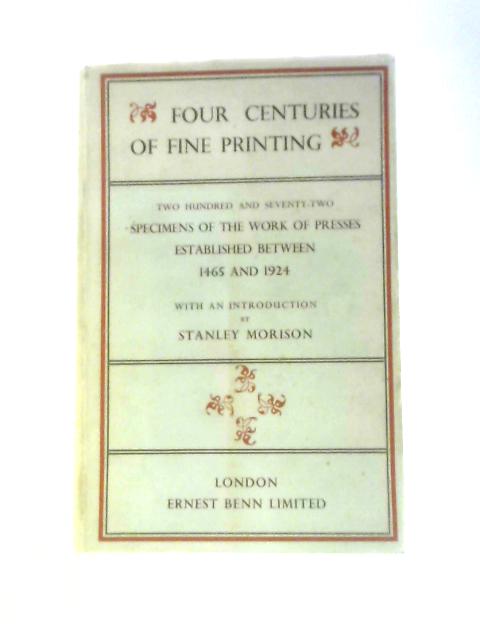 FOUR CENTURIES
OF FINE PRINTING
TWO HUNDRED AND SEVENTY-TWO
SPECIMENS OF THE WORK OF PRESSES
ESTABLISHED BETWEEN
1465 AND 1924
WITH AN INTRODUCTION
BY
STANLEY MORISON
LONDON
ERNEST BENN LIMITED